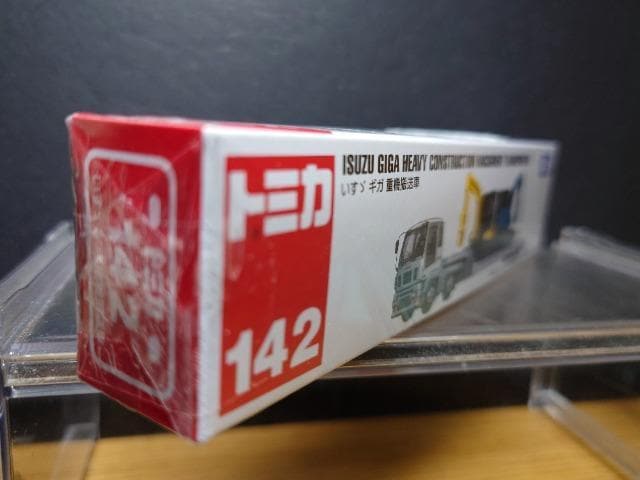 トミカ
142
ISUZU GIGA HEAVY CONSTRUCTION MACHINERY TRANSPORTER
いすゞ ギガ 重機搬送車